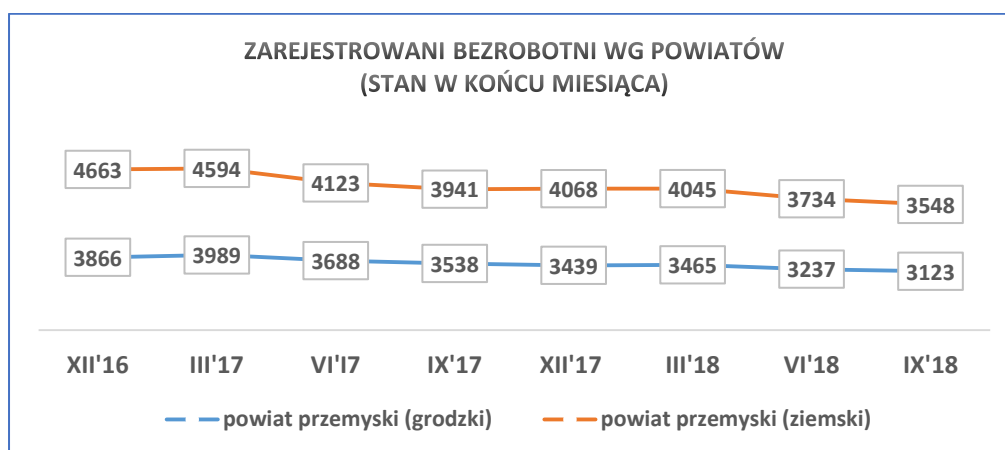 ZAREJESTROWANI BEZROBOTNI WG POWIATÓW
(STAN W KOŃCU MIESIĄCA)
4663 4594 4123 3941 4068 4045 3734 3548
3866 3989 3688 3538 3439 3465 3237 3123
XII'16 III'17 VI'I7 IX'17 XII'17 III'18 VI'18 IX'18
powiat przemyski (grodzki) powiat przemyski (ziemski)